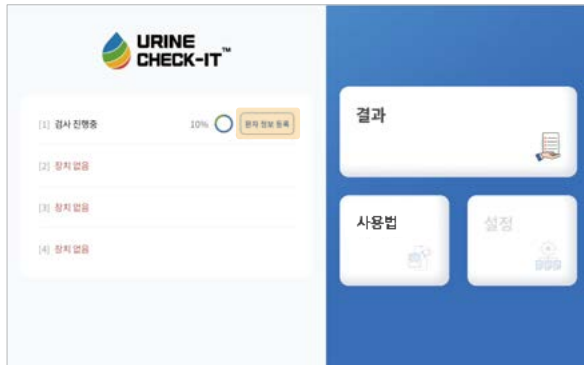 URINE
CHECK-IT™
[1] 검사 진행중 10% 환자 정보 등록
[2] 장치 없음
[3] 장치 없음
[4] 장치 없음
결과
사용법
설정